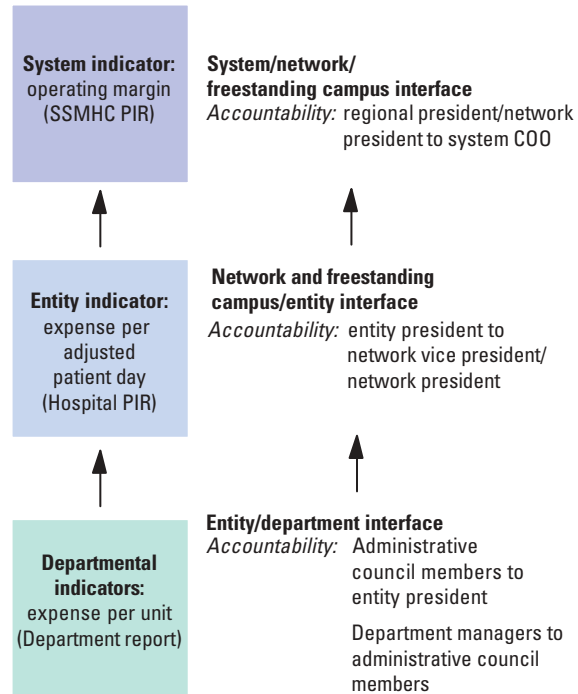 System indicator:
operating margin
(SSMHC PIR)
System/network/
freestanding campus interface
Accountability: regional president/network
president to system COO
Entity indicator:
expense per
adjusted
patient day
(Hospital PIR)
Network and freestanding
campus/entity interface
Accountability: entity president to
network vice president/
network president
Departmental
indicators:
expense per unit
(Department report)
Entity/department interface
Accountability: Administrative
council members to
entity president
Department managers to
administrative council
members